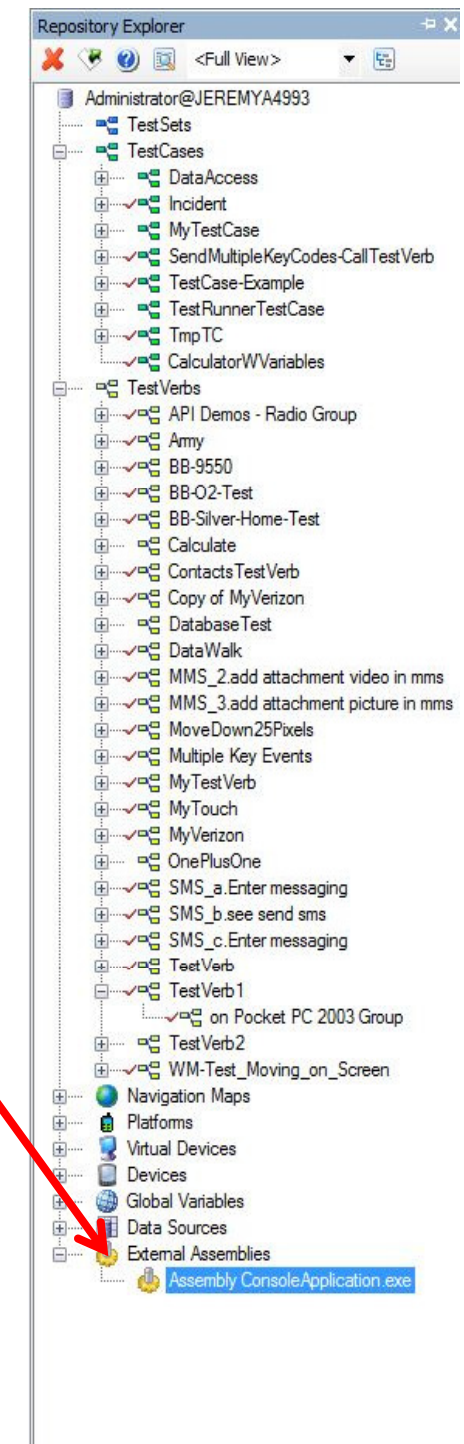 Repository Explorer
<Full View>
Administrator@JEREMYA4993
TestSets
TestCases
DataAccess
Incident
MyTestCase
SendMultipleKeyCodes-CallTestVerb
TestCase-Example
TestRunnerTestCase
TmpTC
CalculatorWVariables
TestVerbs
API Demos - Radio Group
Army
BB-9550
BB-O2-Test
BB-Silver-Home-Test
Calculate
ContactsTestVerb
Copy of MyVerizon
DatabaseTest
DataWalk
MMS_2.add attachment video in mms
MMS_3.add attachment picture in mms
MoveDown25Pixels
Multiple Key Events
MyTestVerb
MyTouch
MyVerizon
OnePlusOne
SMS_a.Enter messaging
SMS_b.see send sms
SMS_c.Enter messaging
TestVerb
TestVerb1
on Pocket PC 2003 Group
TestVerb2
WM-Test_Moving_on_Screen
Navigation Maps
Platforms
Virtual Devices
Devices
Global Variables
Data Sources
External Assemblies
Assembly ConsoleApplication.exe